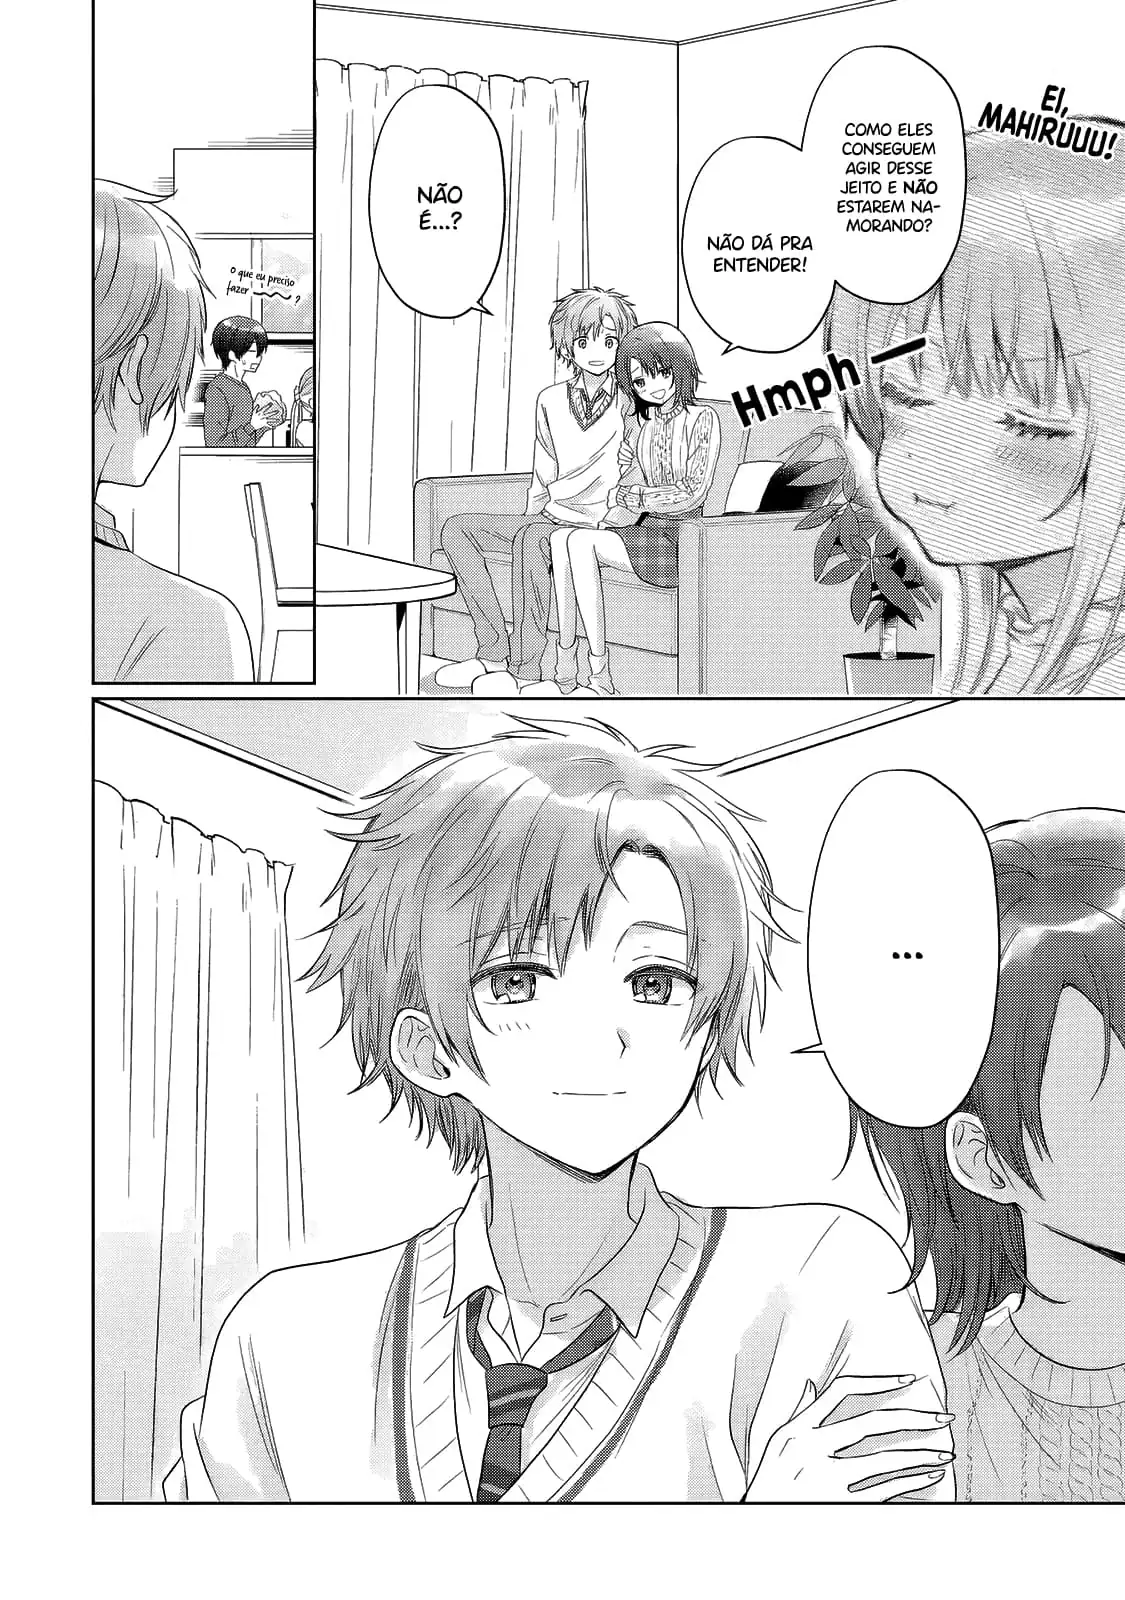 EI,
MAHIRUUU!
COMO ELES
CONSEGUEM
AGIR DESSE
JEITO E NÃO
ESTAREM NA-
MORANDO?
NÃO DÁ PRA
ENTENDER!
Hmph —
NÃO
É...?
o que eu preciso
fazer ~~~ ?
...